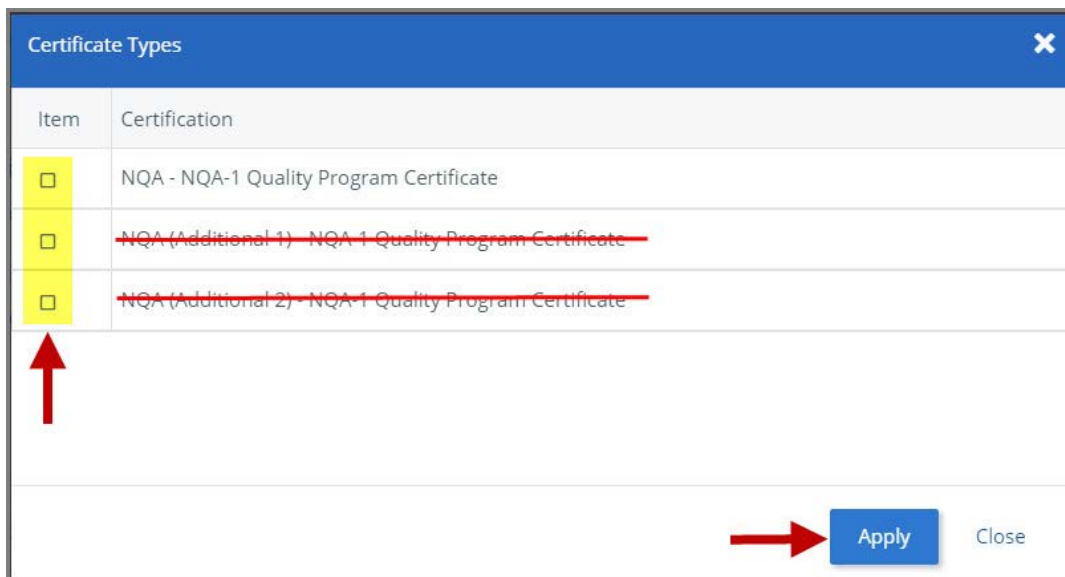 Certificate Types
Item Certification
NQA - NQA-1 Quality Program Certificate
NQA (Additional 1) - NQA-1 Quality Program Certificate
NQA (Additional 2) - NQA-1 Quality Program Certificate
Apply Close